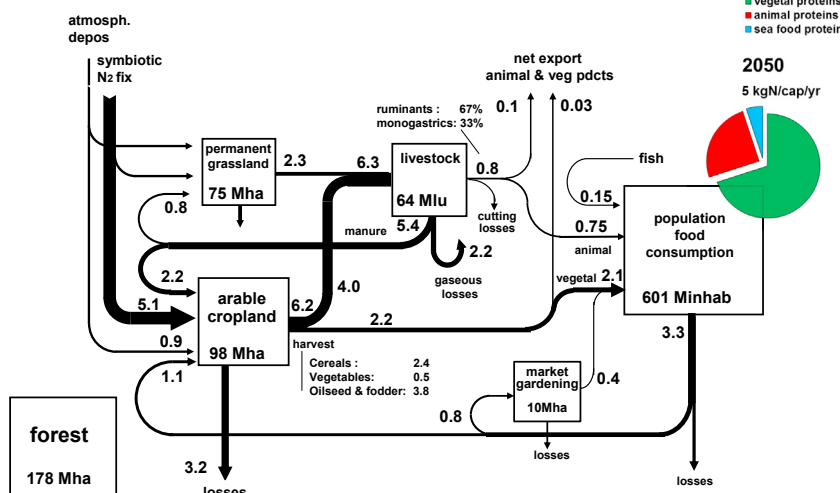 vegetal proteins
animal proteins
sea food protein
2050
5 kgN/cap/yr
atmosph.
depos
symbiotic
N2 fix
net export
animal & veg pdcts
0.1
0.03
ruminants : 67%
monogastrics: 33%
permanent
grassland
75 Mha
2.3
6.3
livestock
64 Mlu
0.8
cutting
losses
fish
0.15
0.75
animal
population
food
consumption
601 Minhab
0.8
manure
5.4
2.2
gaseous
losses
vegetal
2.1
2.2
5.1
arable
cropland
98 Mha
6.2
4.0
2.2
3.3
0.9
1.1
harvest
Cereals : 2.4
Vegetables: 0.5
Oilseed & fodder: 3.8
market
gardening
10Mha
0.4
0.8
losses
losses
forest
178 Mha
3.2
losses